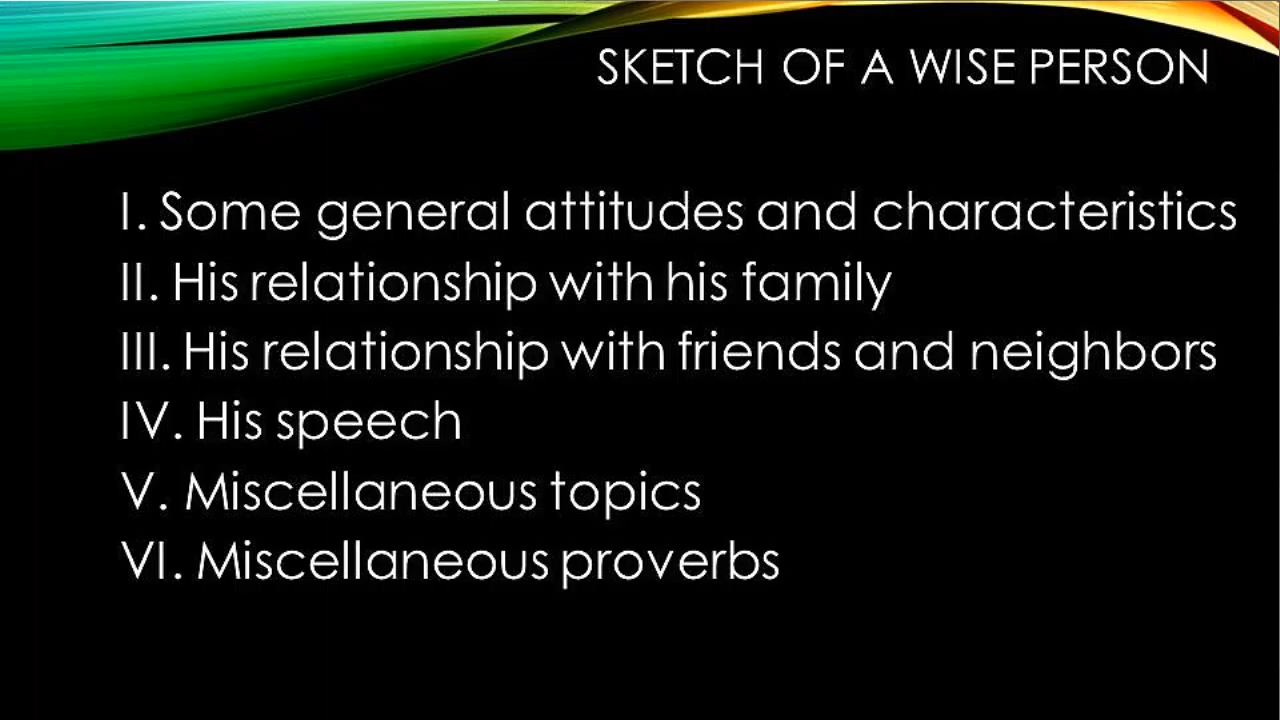 SKETCH OF A WISE PERSON
I. Some general attitudes and characteristics
II. His relationship with his family
III. His relationship with friends and neighbors
IV. His speech
V. Miscellaneous topics
VI. Miscellaneous proverbs